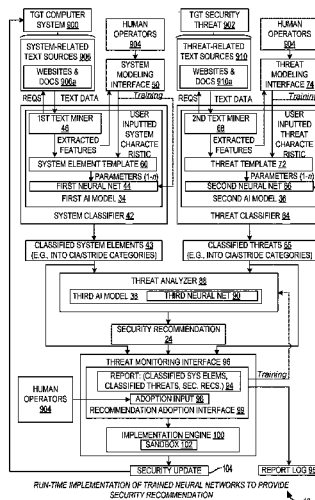 TGT COMPUTER
SYSTEM 900
HUMAN
OPERATORS
904
TGT SECURITY
THREAT 902
HUMAN
OPERATORS
904
SYSTEM-RELATED
TEXT SOURCES 906
WEBSITES
& DOCS 906a
SYSTEM
MODELING
INTERFACE 50
Training
THREAT-RELATED
TEXT SOURCES 910
WEBSITES
& DOCS 910a
THREAT
MODELING
INTERFACE 74
Training
REQS
TEXT DATA
REQS
TEXT DATA
1ST TEXT MINER
46
EXTRACTED
FEATURES
USER
INPUTTED
SYSTEM
CHARACTE
RISTIC
2ND TEXT MINER
68
EXTRACTED
FEATURES
USER
INPUTTED
THREAT
CHARACTE
RISTIC
SYSTEM ELEMENT TEMPLATE 60
PARAMETERS (1-n)
FIRST NEURAL NET 44
FIRST AI MODEL 34
SYSTEM CLASSIFIER 42
THREAT TEMPLATE 72
PARAMETERS (1-n)
SECOND NEURAL NET 66
SECOND AI MODEL 36
THREAT CLASSIFIER 64
CLASSIFIED SYSTEM ELEMENTS 43
(E.G., INTO CIA/STRIDE CATEGORIES)
CLASSIFIED THREATS 65
(E.G., INTO CIA/STRIDE CATEGORIES)
THREAT ANALYZER 88
THIRD AI MODEL 38
THIRD NEURAL NET 90
SECURITY RECOMMENDATION
24
Training
THREAT MONITORING INTERFACE 96
REPORT: (CLASSIFIED SYS ELEMS,
CLASSIFIED THREATS, SEC. RECS.) 94
ADOPTION INPUT 98
RECOMMENDATION ADOPTION INTERFACE 99
HUMAN
OPERATORS
904
IMPLEMENTATION ENGINE 100
SANDBOX 102
SECURITY UPDATE
104
REPORT LOG 95
RUN-TIME IMPLEMENTATION OF TRAINED NEURAL NETWORKS TO PROVIDE
SECURITY RECOMMENDATION